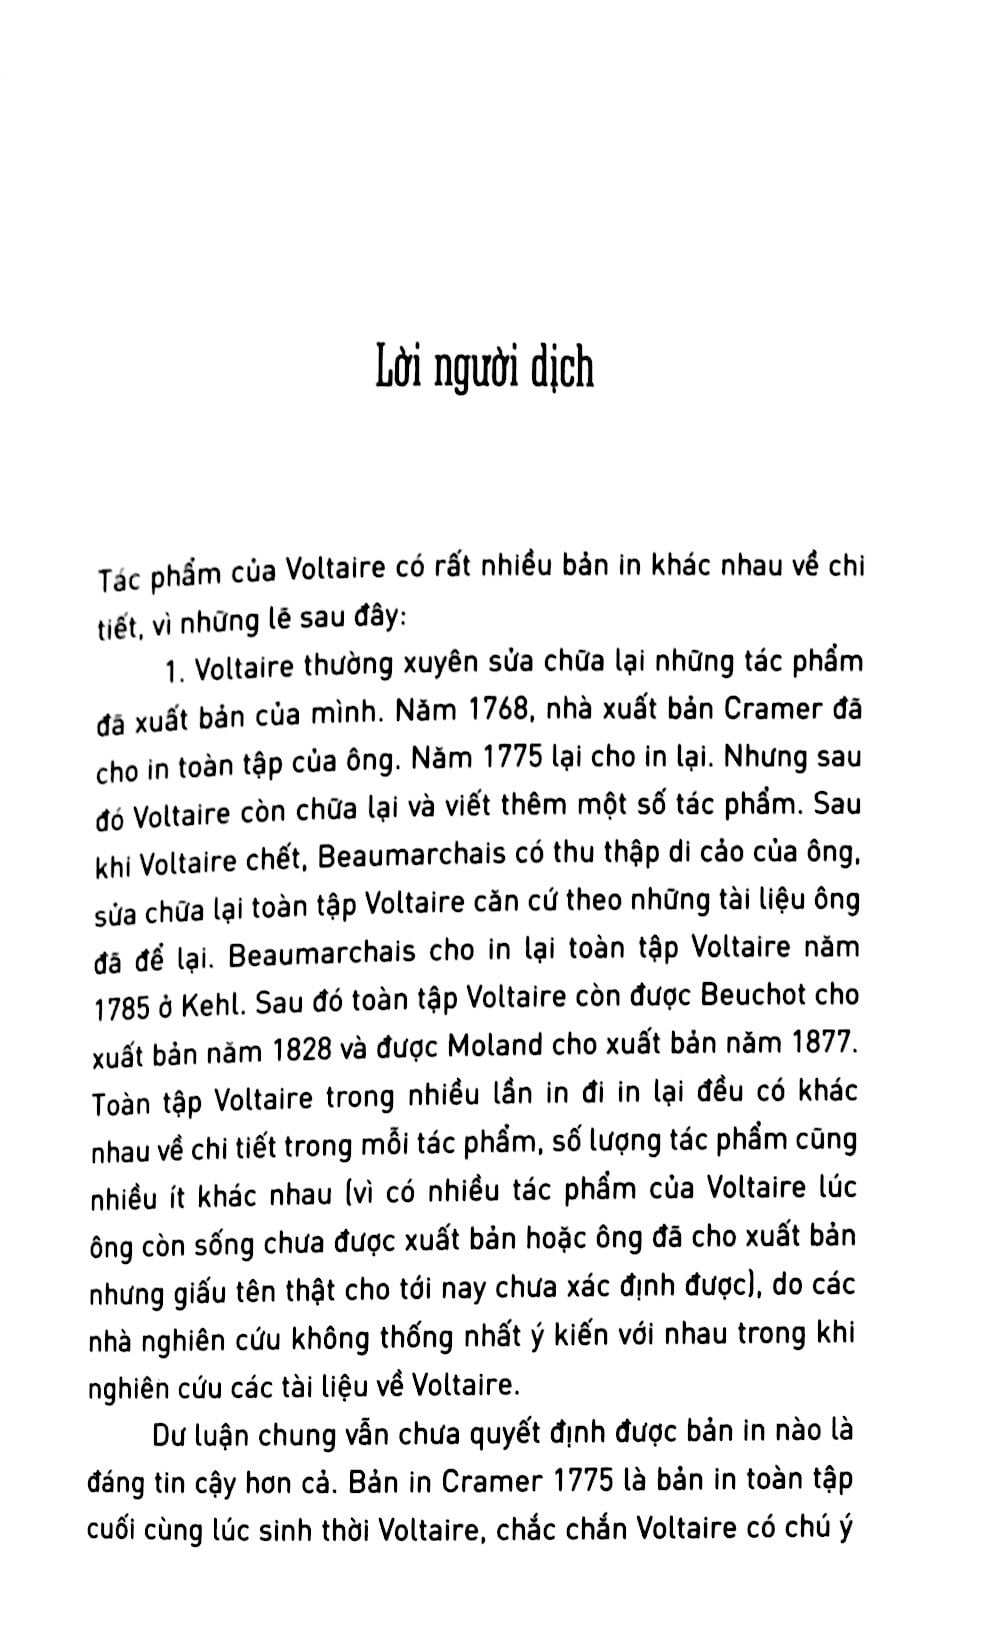 Lời người dịch
Tác phẩm của Voltaire có rất nhiều bản in khác nhau về chi
tiết, vì những lẽ sau đây:
1. Voltaire thường xuyên sửa chữa lại những tác phẩm
đã xuất bản của mình. Năm 1768, nhà xuất bản Cramer đã
cho in toàn tập của ông. Năm 1775 lại cho in lại. Nhưng sau
đó Voltaire còn chữa lại và viết thêm một số tác phẩm. Sau
khi Voltaire chết, Beaumarchais có thu thập di cảo của ông,
sửa chữa lại toàn tập Voltaire căn cứ theo những tài liệu ông
đã để lại. Beaumarchais cho in lại toàn tập Voltaire năm
1785 ở Kehl. Sau đó toàn tập Voltaire còn được Beuchot cho
xuất bản năm 1828 và được Moland cho xuất bản năm 1877.
Toàn tập Voltaire trong nhiều lần in đi in lại đều có khác
nhau về chi tiết trong mỗi tác phẩm, số lượng tác phẩm cũng
nhiều ít khác nhau (vì có nhiều tác phẩm của Voltaire lúc
ông còn sống chưa được xuất bản hoặc ông đã cho xuất bản
nhưng giấu tên thật cho tới nay chưa xác định được), do các
nhà nghiên cứu không thống nhất ý kiến với nhau trong khi
nghiên cứu các tài liệu về Voltaire.
Dư luận chung vẫn chưa quyết định được bản in nào là
đáng tin cậy hơn cả. Bản in Cramer 1775 là bản in toàn tập
cuối cùng lúc sinh thời Voltaire, chắc chắn Voltaire có chú ý